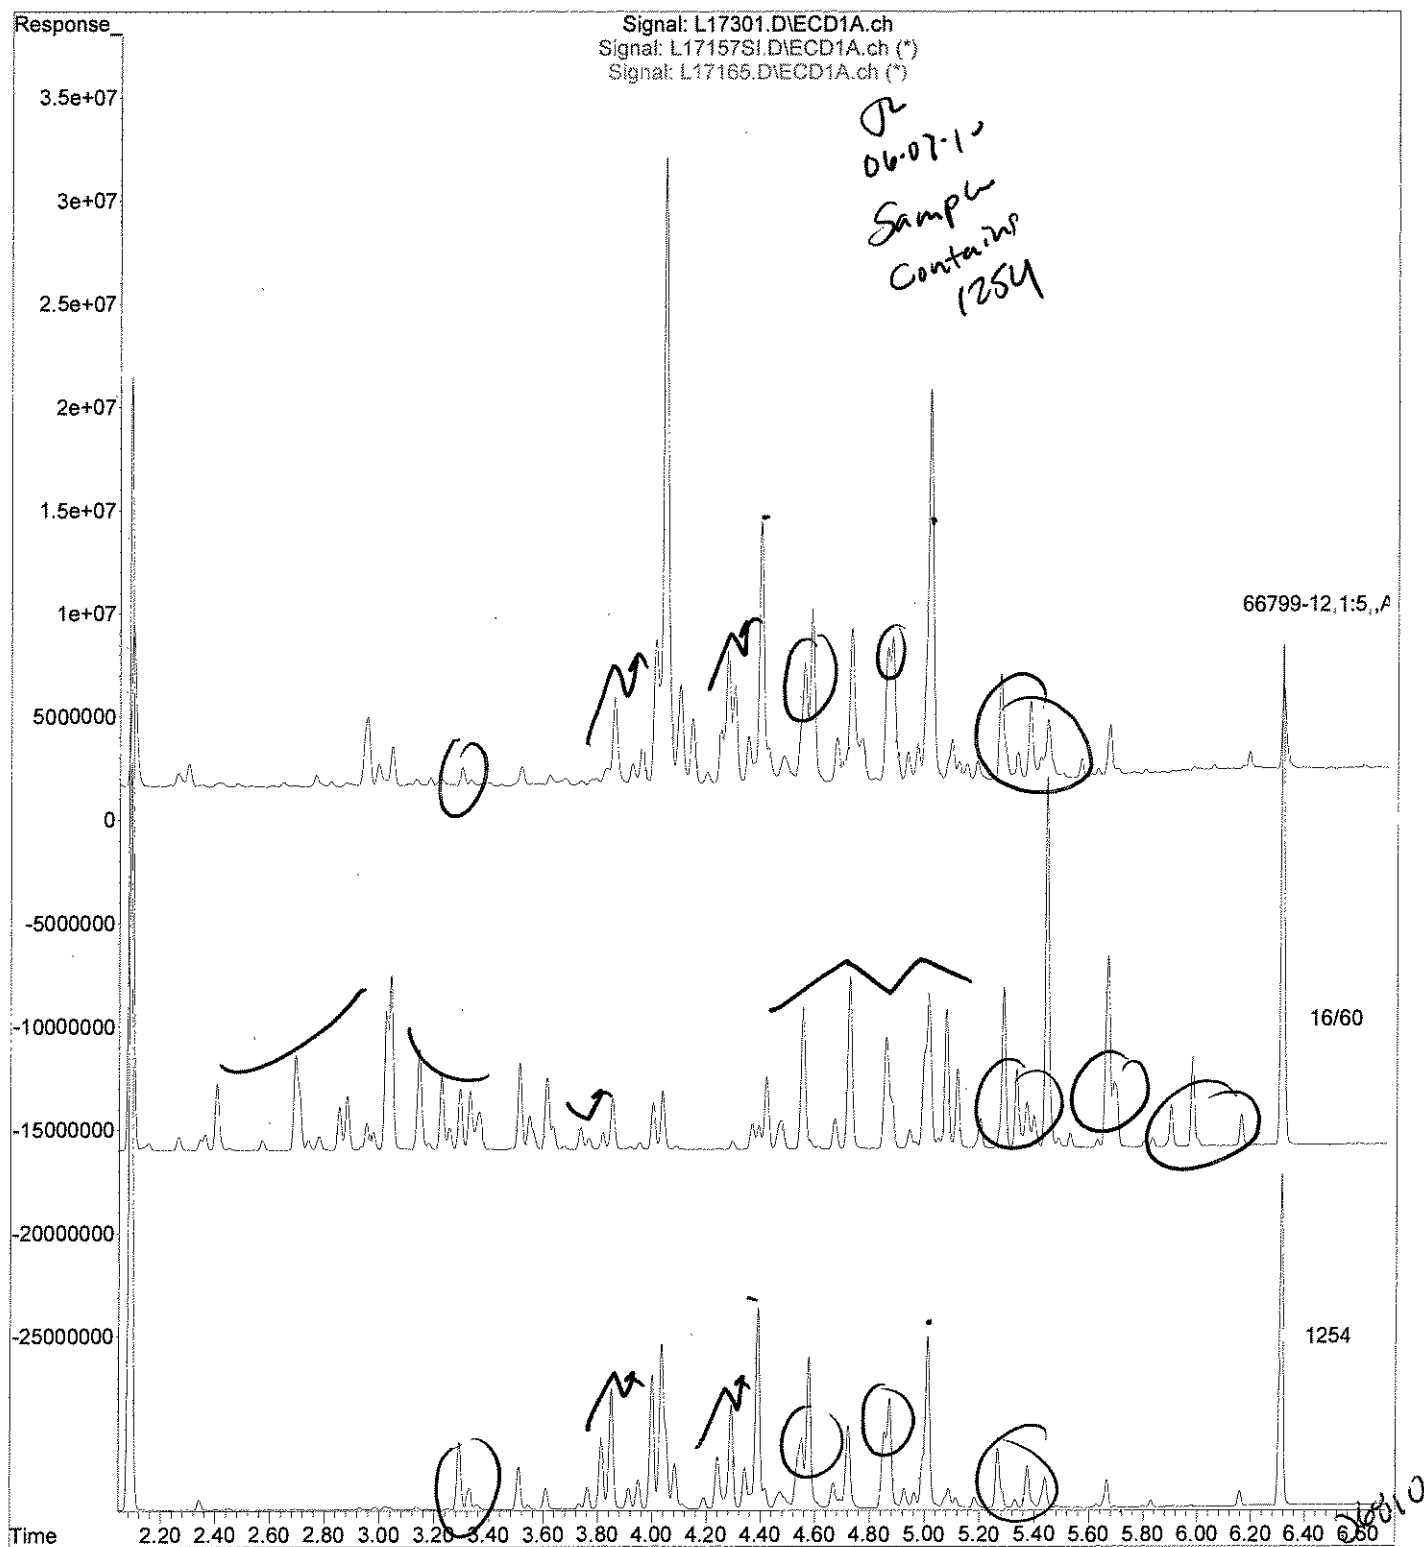 Response_
Signal: L17301.D\ECD1A.ch
Signal: L17157SI.D\ECD1A.ch (*)
Signal: L17165.D\ECD1A.ch (*)
3.5e+07
06-07-10
3e+07
Sample
Contains
2.5e+07
1254
2e+07
1.5e+07
1e+07
66799-12,1:5,,A
5000000
0
-5000000
-10000000
16/60
-15000000
-20000000
-25000000
1254
Time
2.20 2.40 2.60 2.80 3.00 3.20 3.40 3.60 3.80 4.00 4.20 4.40 4.60 4.80 5.00 5.20 5.40 5.60 5.80 6.00 6.20 6.40 6.60